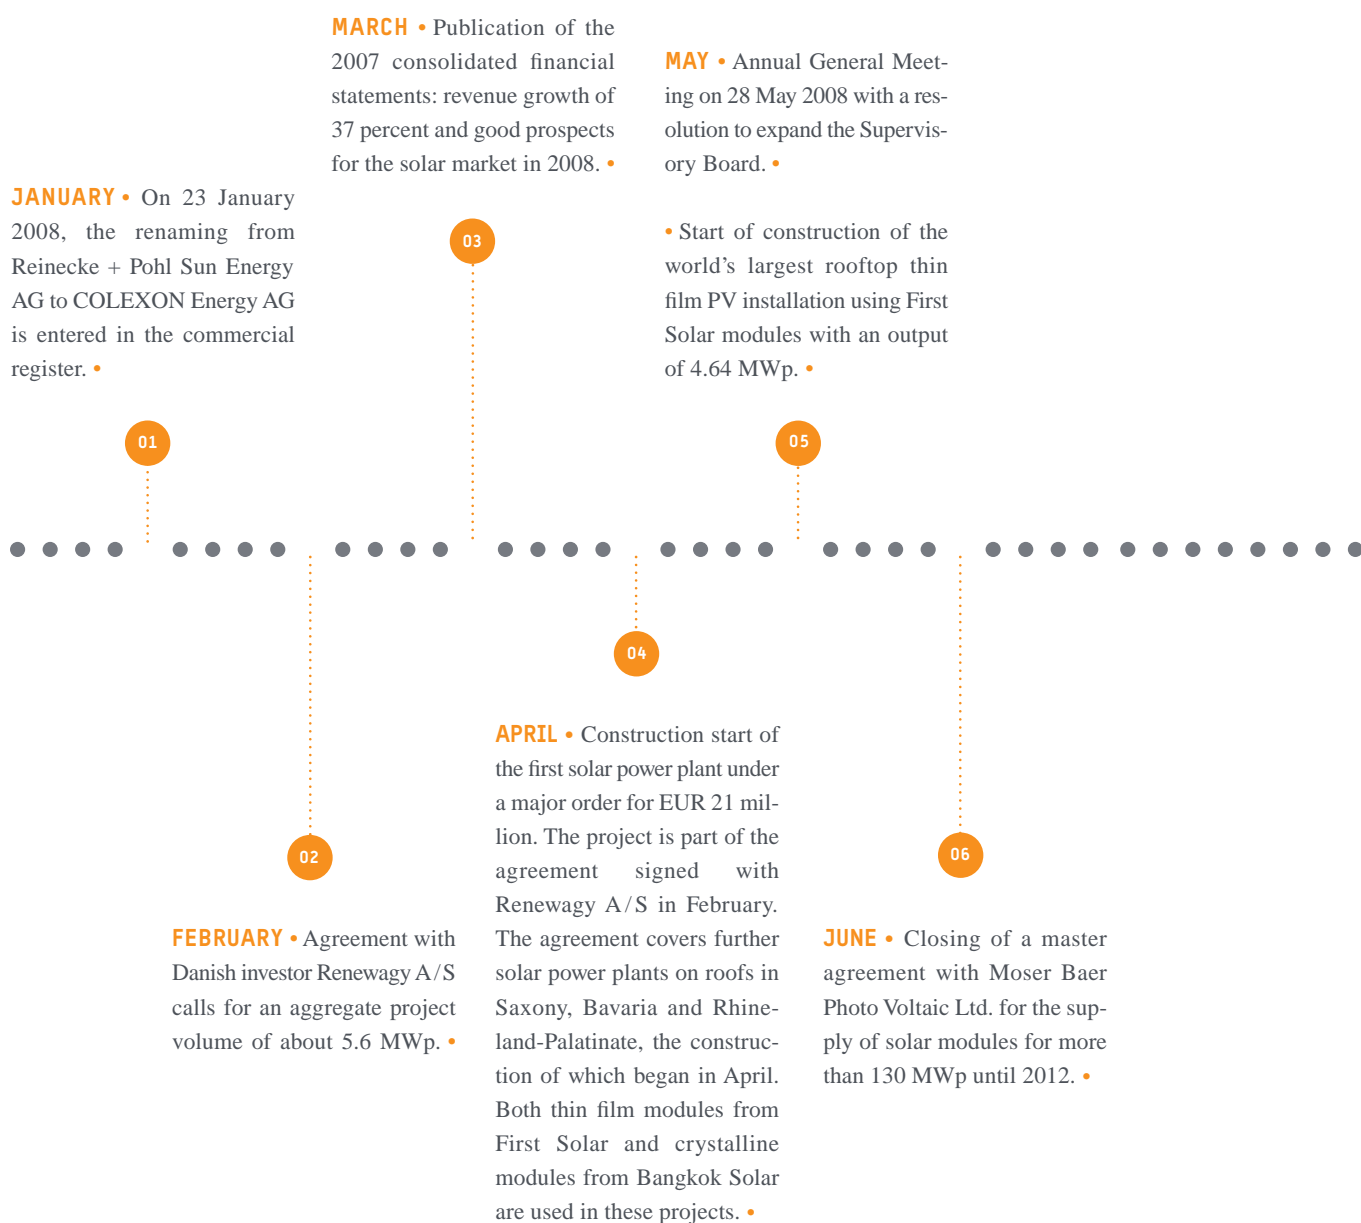 JANUARY • On 23 January
2008, the renaming from
Reinecke + Pohl Sun Energy
AG to COLEXON Energy AG
is entered in the commercial
register. •
01
FEBRUARY • Agreement with
Danish investor Renewagy A/S
calls for an aggregate project
volume of about 5.6 MWp. •
02
MARCH • Publication of the
2007 consolidated financial
statements: revenue growth of
37 percent and good prospects
for the solar market in 2008. •
03
04
APRIL • Construction start of
the first solar power plant under
a major order for EUR 21 mil-
lion. The project is part of the
agreement signed with
Renewagy A/S in February.
The agreement covers further
solar power plants on roofs in
Saxony, Bavaria and Rhine-
land-Palatinate, the construc-
tion of which began in April.
Both thin film modules from
First Solar and crystalline
modules from Bangkok Solar
are used in these projects. •
MAY • Annual General Meet-
ing on 28 May 2008 with a res-
olution to expand the Supervis-
ory Board. •
• Start of construction of the
world's largest rooftop thin
film PV installation using First
Solar modules with an output
of 4.64 MWp. •
05
06
JUNE • Closing of a master
agreement with Moser Baer
Photo Voltaic Ltd. for the sup-
ply of solar modules for more
than 130 MWp until 2012. •